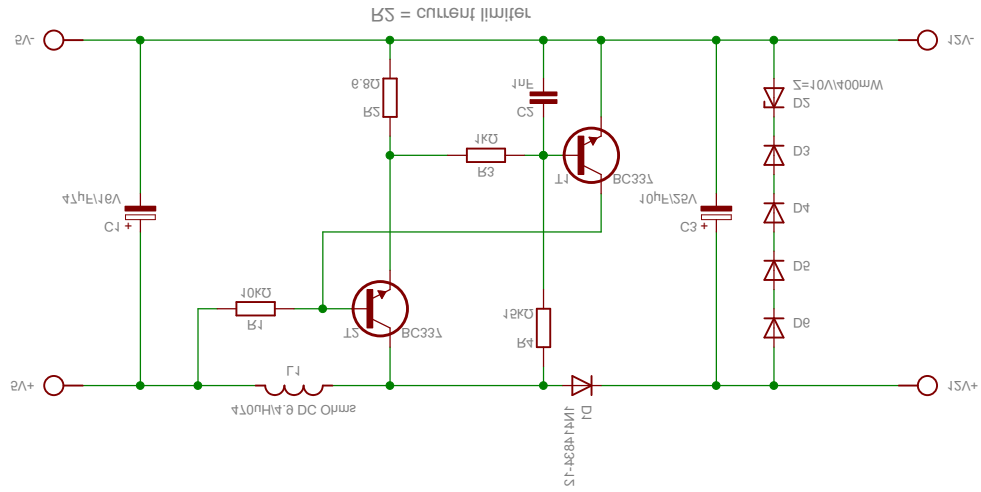 R2 = current limiter
5V-
12V-
6.8Ω
R2
1nF
C2
Z=10V/400mW
D2
1kΩ
R3
D3
T1
BC337
47µF/16V
C1
+
10µF/25V
C3
+
D4
D5
10kΩ
R1
T2
BC337
15kΩ
R4
D6
5V+
L1
12V+
470uH/4.9 DC Ohms
D1
1N414834-12